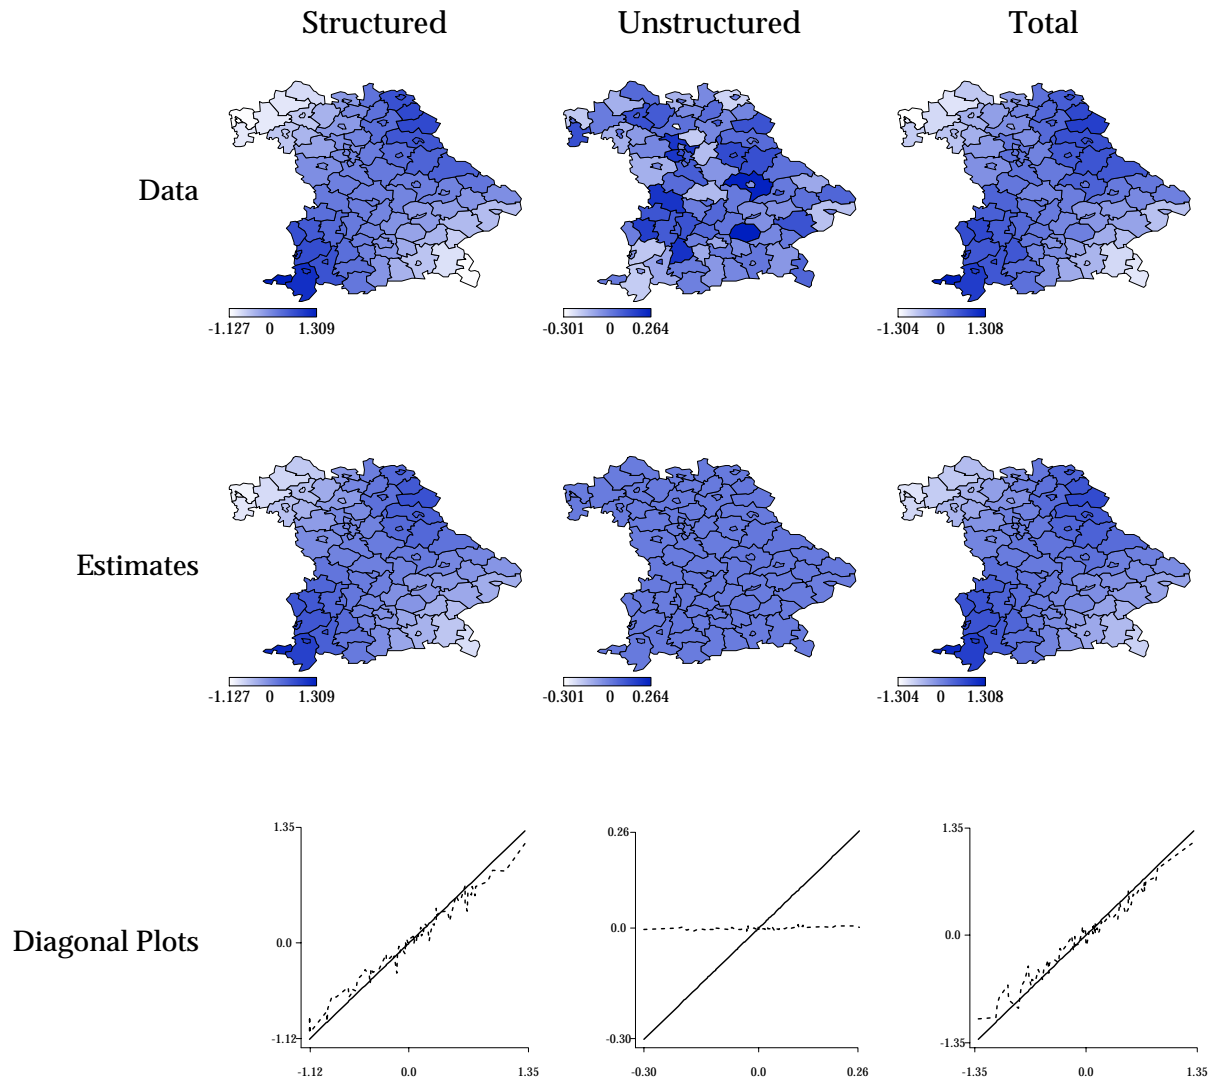 Structured Unstructured Total
Data
-1.127 0 1.309 -0.301 0 0.264 -1.304 0 1.308
Estimates
-1.127 0 1.309 -0.301 0 0.264 -1.304 0 1.308
Diagonal Plots
1.35
0.0
-1.12
-1.12 0.0 1.35
0.26
0.0
-0.30
-0.30 0.0 0.26
1.35
0.0
-1.35
-1.35 0.0 1.35